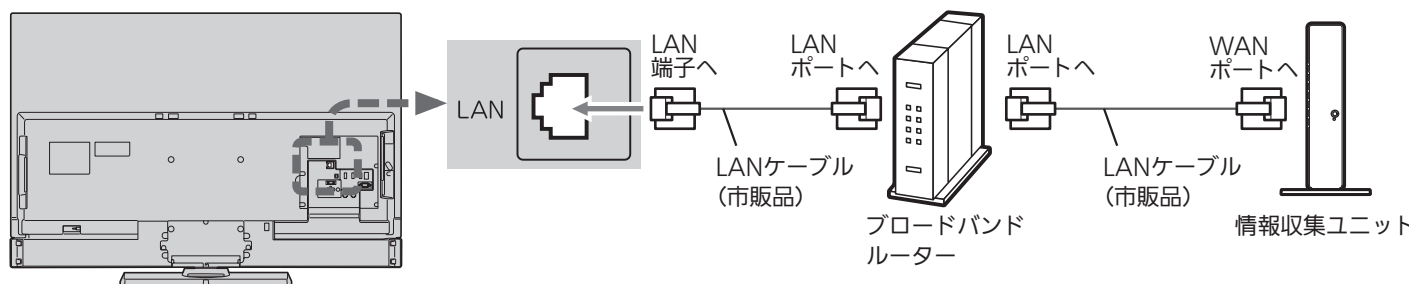 LAN
LAN
端子へ
LAN
ポートへ
LANケーブル
（市販品）
ブロードバンド
ルーター
LAN
ポートへ
WAN
ポートへ
LANケーブル
（市販品）
情報収集ユニット